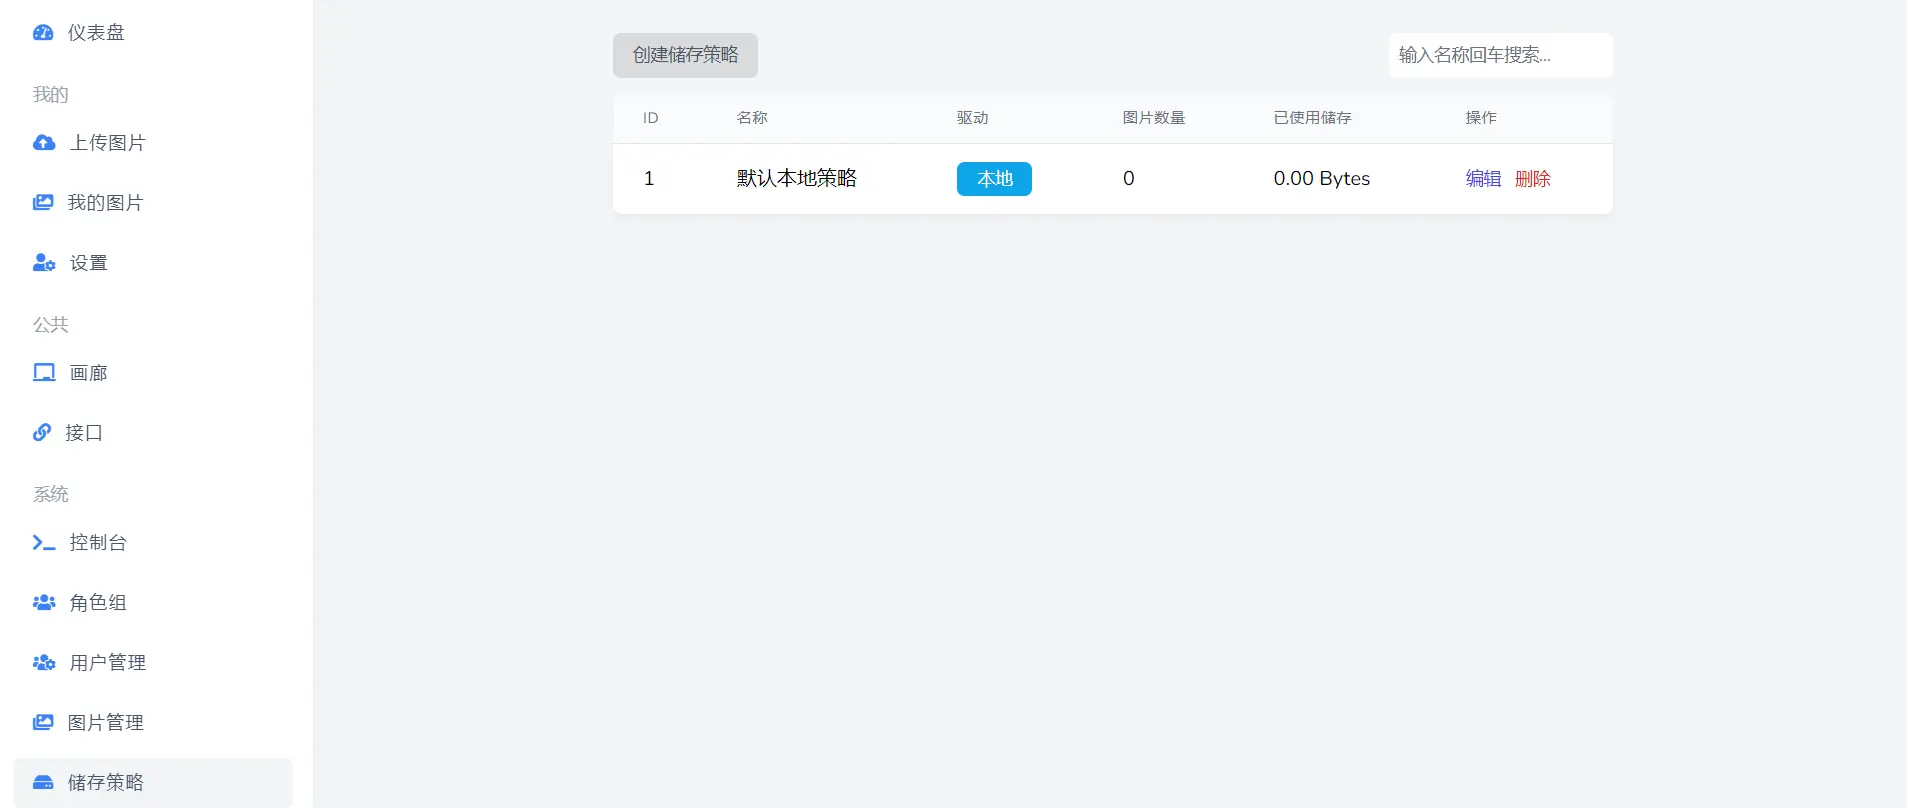 仪表盘
我的
上传图片
我的图片
设置
公共
画廊
接口
系统
控制台
角色组
用户管理
图片管理
储存策略
创建储存策略
输入名称回车搜索...
ID 名称 驱动 图片数量 已使用储存 操作
1 默认本地策略 本地 0 0.00 Bytes 编辑 删除